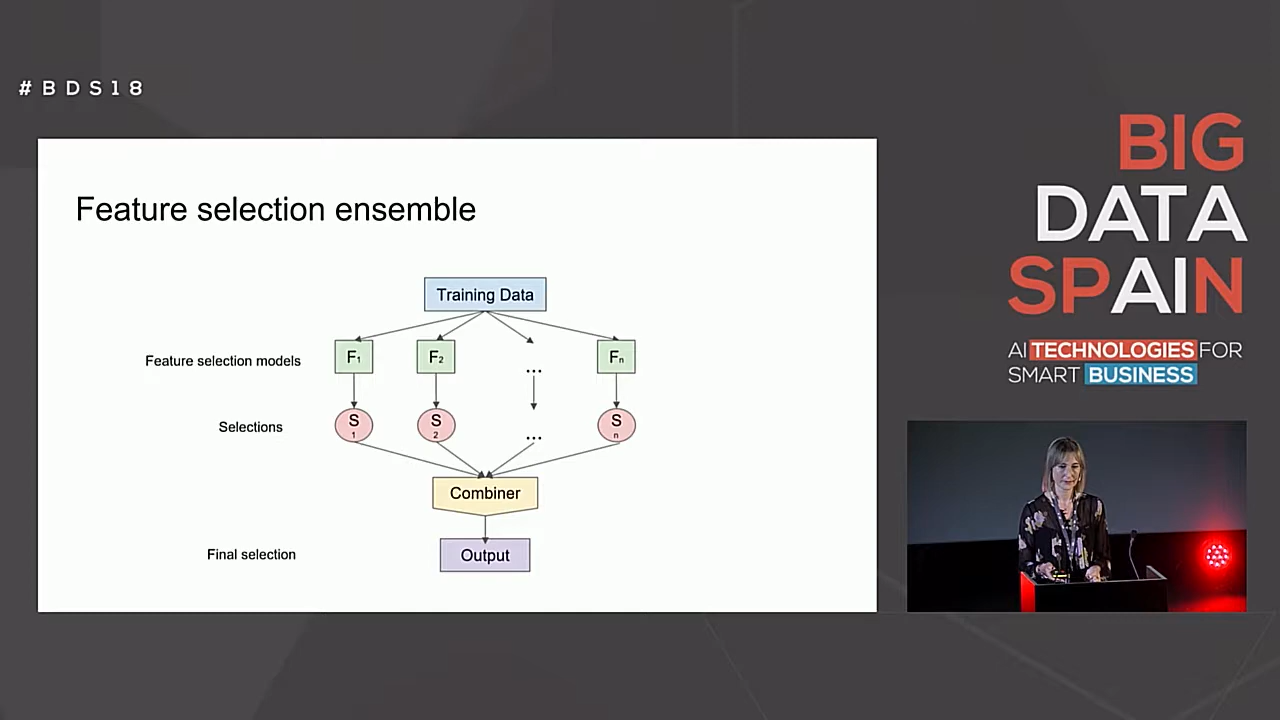 #BDS18
BIG
DATA
SPAIN
AI TECHNOLOGIES FOR
SMART BUSINESS
Feature selection ensemble
Training Data
Feature selection models
F1
F2
...
Fn
Selections
S1
S2
...
Sn
Combiner
Final selection
Output